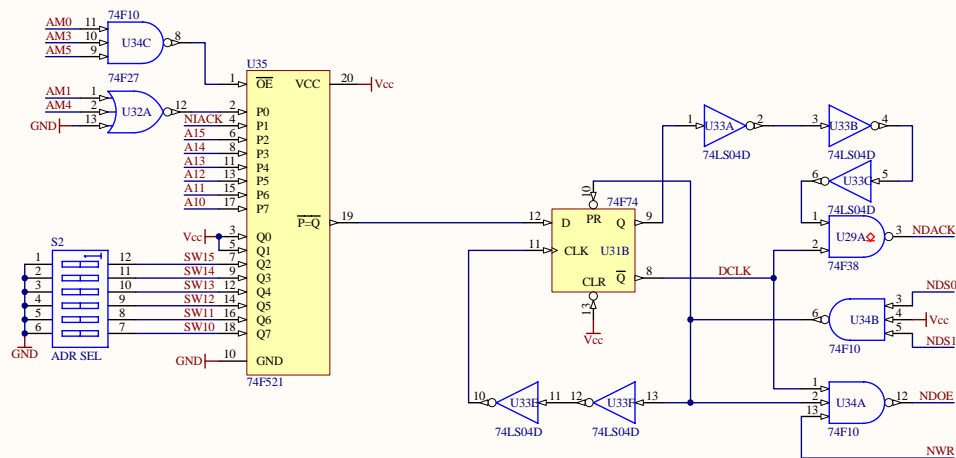 74F10
AM0 11
AM3 10 U34C 8
AM5 9
74F27
AM1 1
AM4 2 U32A 12
GND 13
U35
1 OE VCC 20 Vcc
2 P0
NIACK 4 P1
A15 6 P2
A14 8 P3
A13 11 P4
A12 13 P5
A11 15 P6
A10 17 P7
P=Q 19
Vcc 3 Q0
5 Q1
SW15 7 Q2
SW14 9 Q3
SW13 12 Q4
SW12 14 Q5
SW11 16 Q6
SW10 18 Q7
GND 10 GND
74F521
S2
1 1 12
2 11
3 10
4 9
5 8
6 7
GND ADR SEL
74F74
10 PR
12 D Q 9
11 CLK U31B
Q 8 DCLK
CLR
13
Vcc
1 U33A 2
74LS04D
3 U33B 4
74LS04D
6 U33C 5
74LS04D
1
U29A 3 NDACK
2
74F38
3 NDS0
6 U34B 4 Vcc
5 NDS1
74F10
10 U33E 11
74LS04D
12 U33F 13
74LS04D
1
2 U34A 12 NDOE
13
74F10
NWR